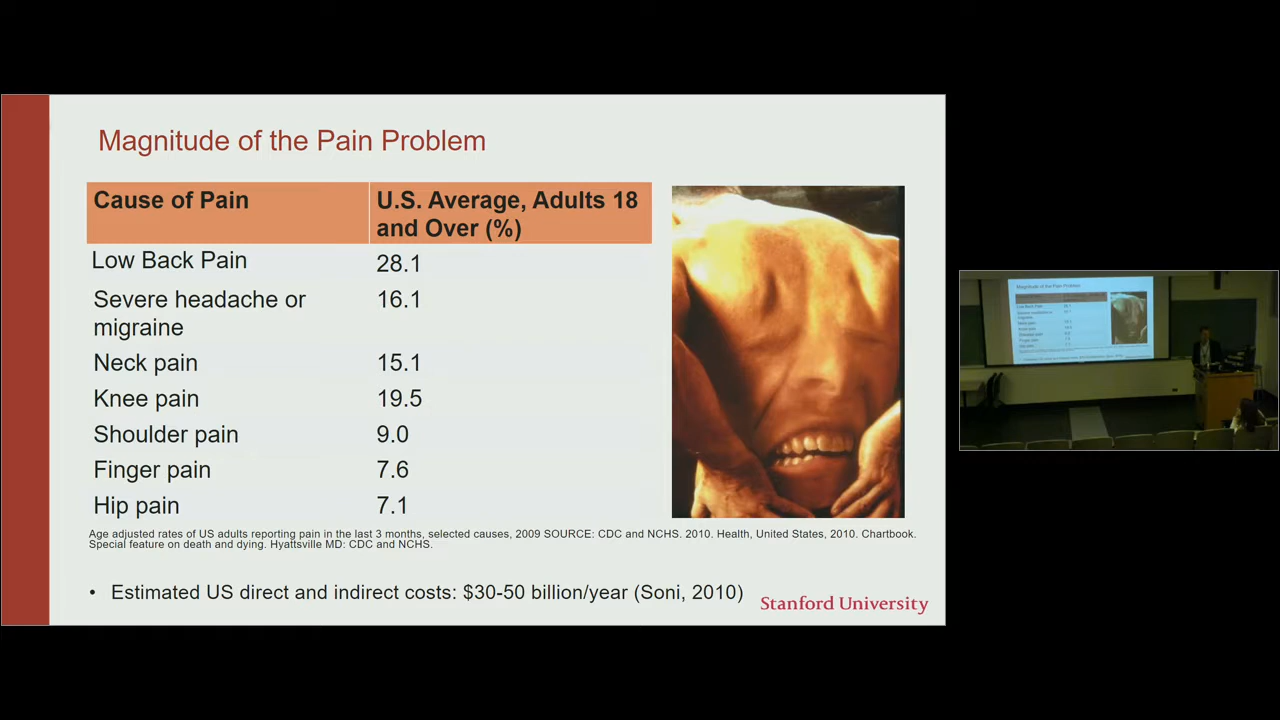 Magnitude of the Pain Problem
Cause of Pain
U.S. Average, Adults 18
and Over (%)
Low Back Pain
28.1
Severe headache or
migraine
16.1
Neck pain
15.1
Knee pain
19.5
Shoulder pain
9.0
Finger pain
7.6
Hip pain
7.1
Age adjusted rates of US adults reporting pain in the last 3 months, selected causes, 2009 SOURCE: CDC and NCHS. 2010. Health, United States, 2010. Chartbook.
Special feature on death and dying. Hyattsville MD: CDC and NCHS.
• Estimated US direct and indirect costs: $30-50 billion/year (Soni, 2010)
Stanford University
Magnitude of the Pain Problem